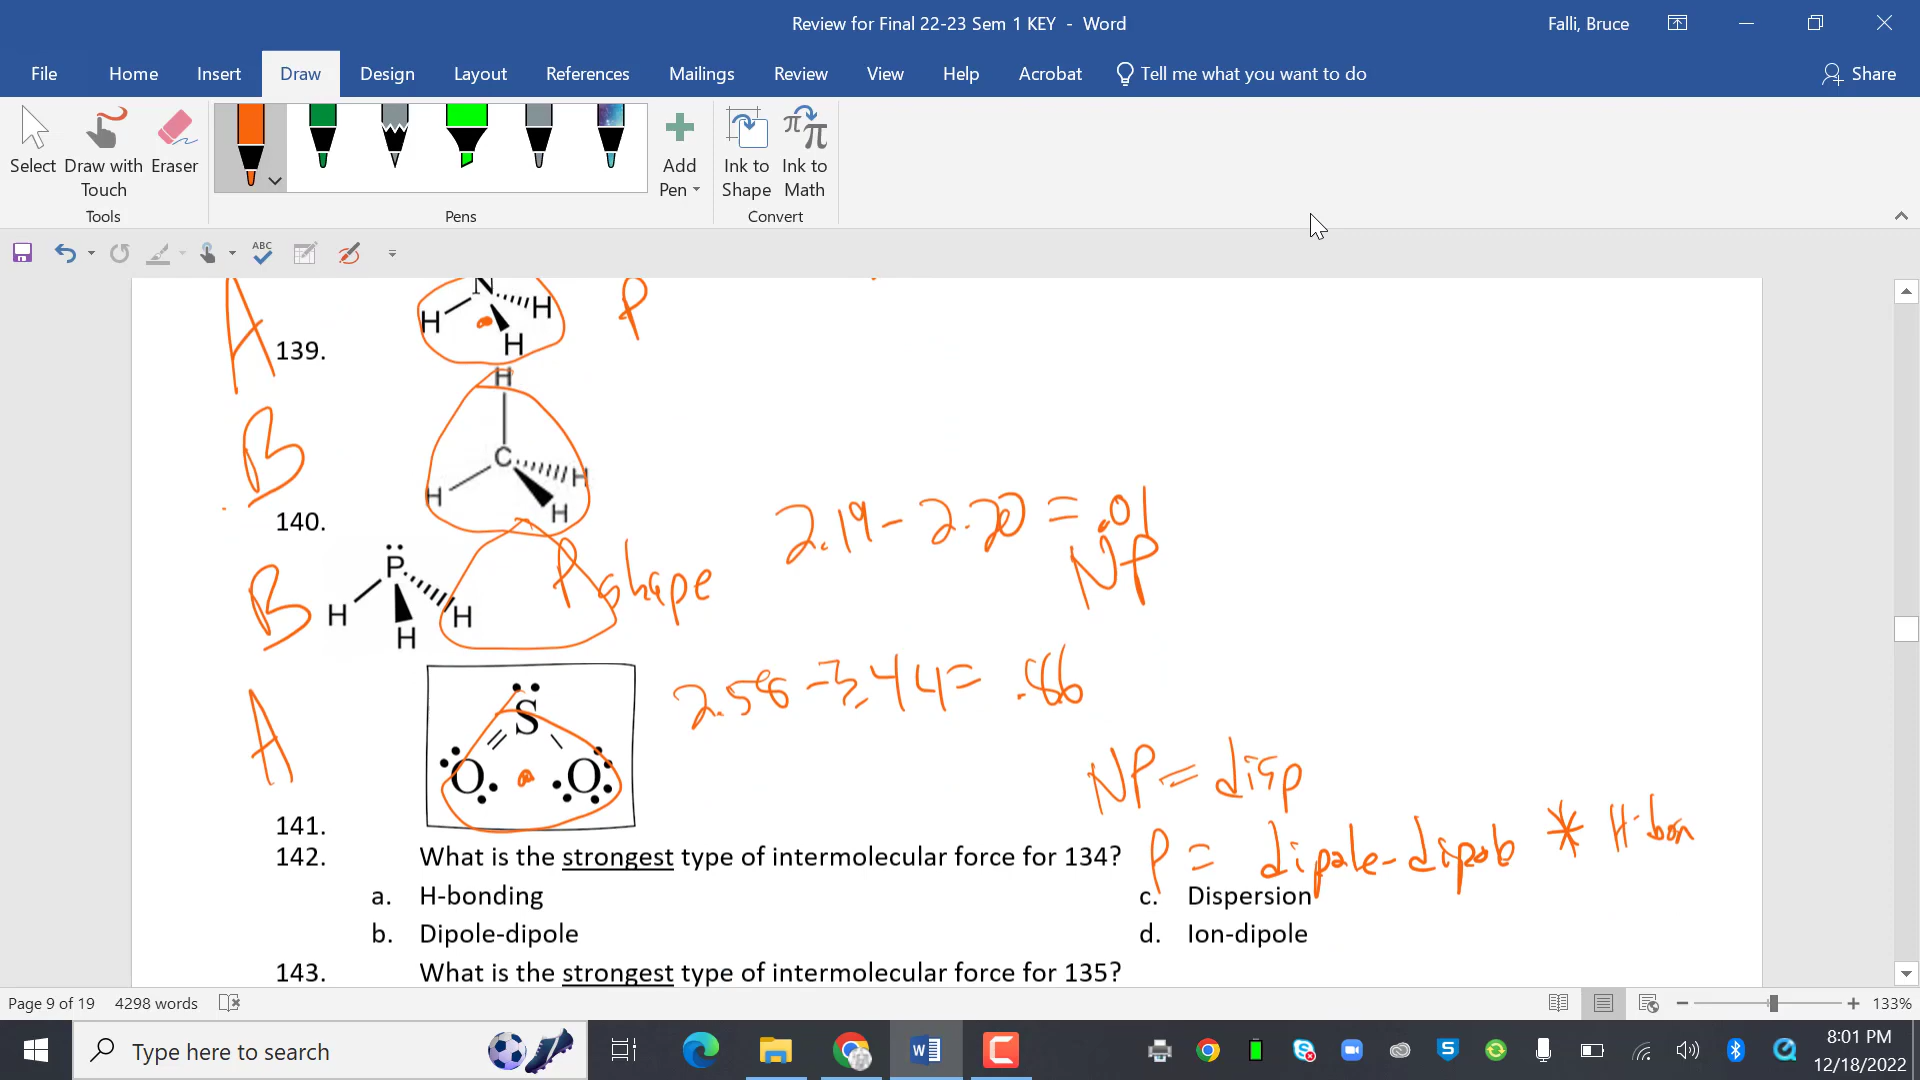 Review for Final 22-23 Sem 1 KEY - Word
Falli, Bruce
File Home Insert Draw Design Layout References Mailings Review View Help Acrobat Tell me what you want to do
Share
Select Draw with Touch Eraser
Add Pen
Ink to Shape Ink to Math
Tools Pens Convert
ABC
A 139. N H H H P
B 140. H C H H H
2.19 - 2.20 = .01
NP
B P H H H P shape
A 141. S O O 2.58 - 3.44 = .86
NP = disp
P = dipole-dipole * H-bon
142. What is the strongest type of intermolecular force for 134?
a. H-bonding c. Dispersion
b. Dipole-dipole d. Ion-dipole
143. What is the strongest type of intermolecular force for 135?
Page 9 of 19 4298 words 133%
Type here to search
8:01 PM
12/18/2022